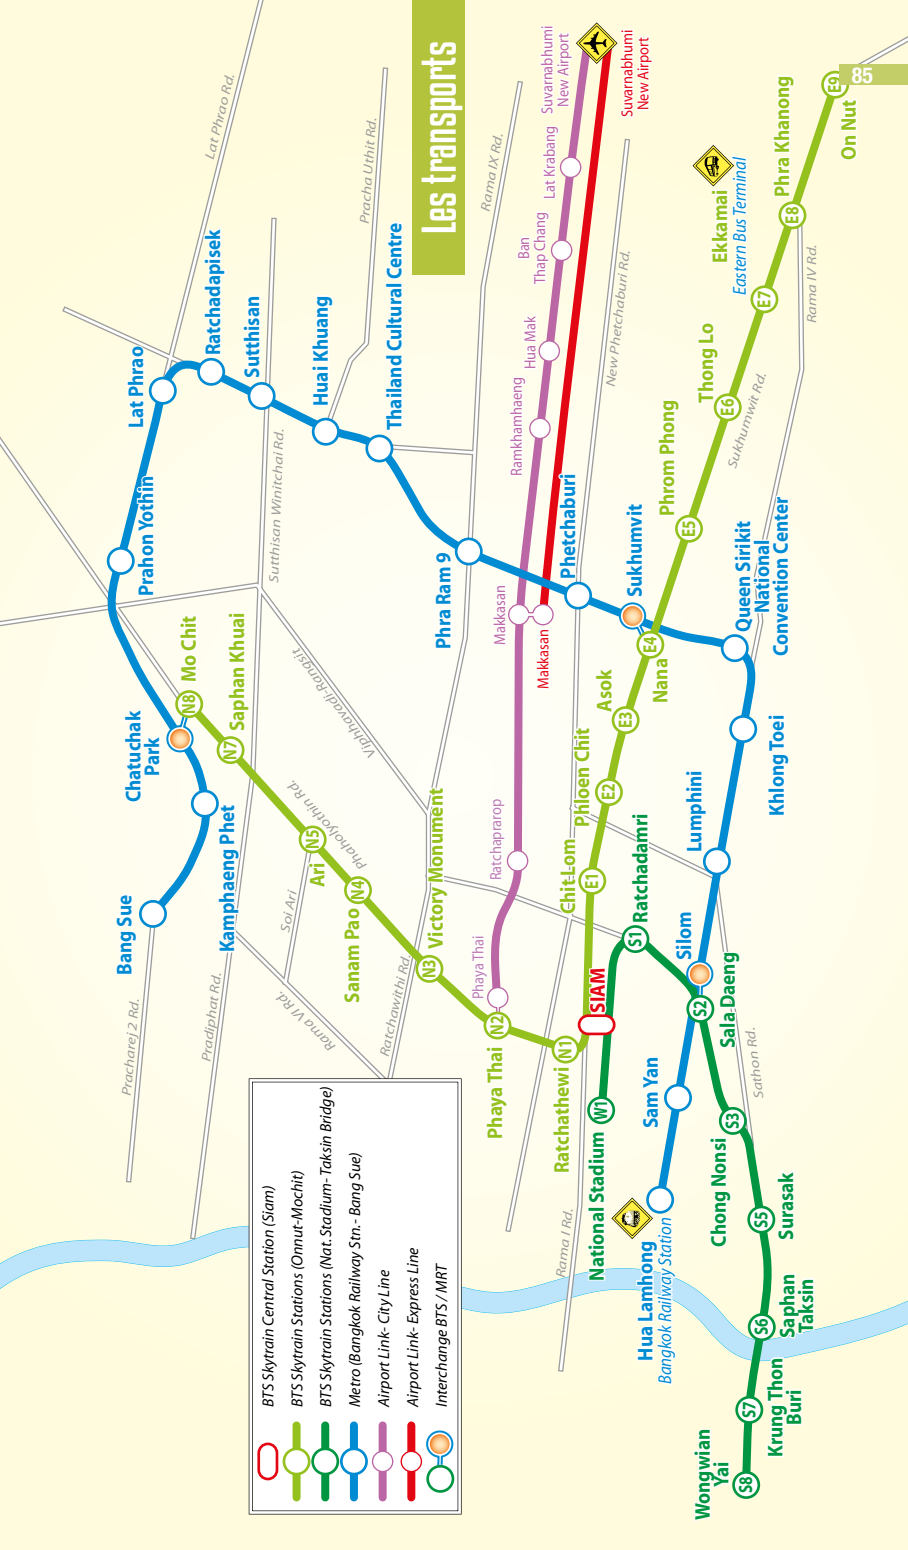 85
Les transports
BTS Skytrain Central Station (Siam)
BTS Skytrain Stations (Onnut-Mochit)
BTS Skytrain Stations (Nat. Stadium- Taksin Bridge)
Metro (Bangkok Railway Stn.- Bang Sue)
Airport Link- City Line
Airport Link- Express Line
Interchange BTS / MRT
Bang Sue
Kamphaeng Phet
Chatuchak
Park
Prahon Yothin
Lat Phrao
Ratchadapisek
Sutthisan
Huai Khuang
Thailand Cultural Centre
Phra Ram 9
Phetchaburi
Sukhumvit
Queen Sirikit
National
Convention Center
Khlong Toei
Lumphini
Silom
Sam Yan
Hua Lamhong
Bangkok Railway Station
N8
Mo Chit
N7
Saphan Khuai
N5
Ari
N4
Sanam Pao
N3
Victory Monument
N2
Phaya Thai
N1
Ratchathewi
SIAM
E1
Chit Lom
E2
Phloen Chit
E3
Asok
E4
Nana
E5
Phrom Phong
E6
Thong Lo
E7
Ekkamai
Eastern Bus Terminal
E8
Phra Khanong
E9
On Nut
W1
National Stadium
S1
Ratchadamri
S2
Sala Daeng
S3
Chong Nonsi
S5
Surasak
S6
Saphan
Taksin
S7
Krung Thon
Buri
S8
Wongwian
Yai
Phaya Thai
Ratchaprarop
Makkasan
Makkasan
Ramkhamhaeng
Hua Mak
Ban
Thap Chang
Lat Krabang
Suvarnabhumi
New Airport
Suvarnabhumi
New Airport
Lat Phrao Rd.
Pracha Uthit Rd.
Rama IX Rd.
New Phetchaburi Rd.
Rama IV Rd.
Sukhumwit Rd.
Sutthisan Winitchai Rd.
Viphhavadi-Rangsit
Phaholyothin Rd.
Soi Ari
Rama VI Rd.
Ratchawithi Rd.
Pradiphat Rd.
Pracharej 2 Rd.
Rama I Rd.
Sathon Rd.